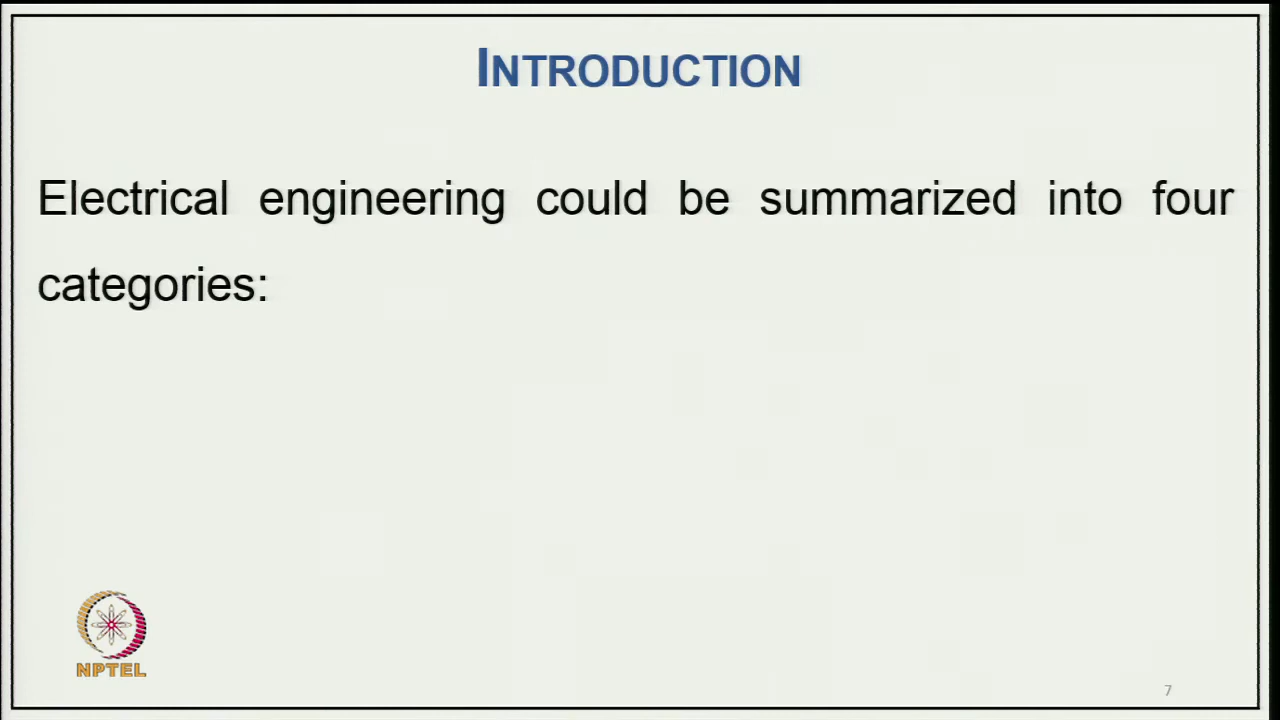 INTRODUCTION
Electrical engineering could be summarized into four
categories:
NPTEL
7